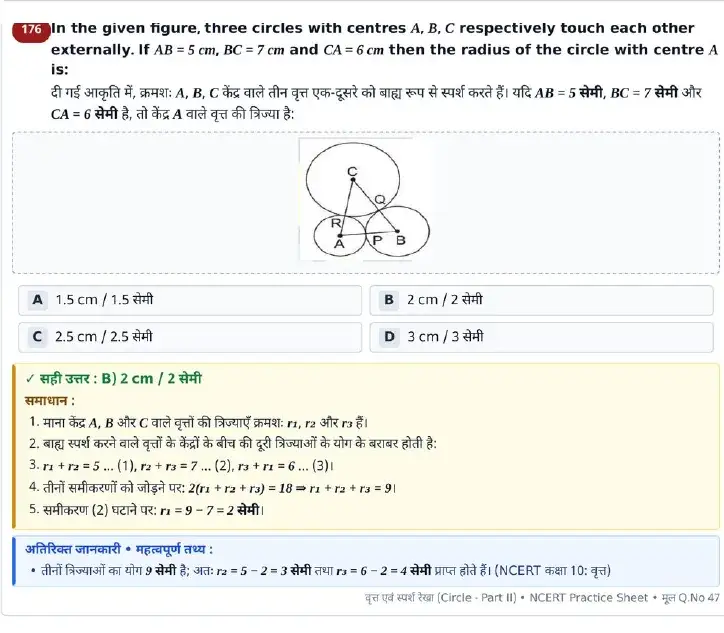 176 In the given figure, three circles with centres A, B, C respectively touch each other
externally. If AB = 5 cm, BC = 7 cm and CA = 6 cm then the radius of the circle with centre A
is:
दी गई आकृति में, क्रमशः A, B, C केंद्र वाले तीन वृत्त एक-दूसरे को बाह्य रूप से स्पर्श करते हैं। यदि AB = 5 सेमी, BC = 7 सेमी और
CA = 6 सेमी है, तो केंद्र A वाले वृत्त की त्रिज्या है:
C
Q
R
A P B
A 1.5 cm / 1.5 सेमी
B 2 cm / 2 सेमी
C 2.5 cm / 2.5 सेमी
D 3 cm / 3 सेमी
✓ सही उत्तर : B) 2 cm / 2 सेमी
समाधान :
1. माना केंद्र A, B और C वाले वृत्तों की त्रिज्याएँ क्रमशः r₁, r₂ और r₃ हैं।
2. बाह्य स्पर्श करने वाले वृत्तों के केंद्रों के बीच की दूरी त्रिज्याओं के योग के बराबर होती है:
3. r₁ + r₂ = 5 ... (1), r₂ + r₃ = 7 ... (2), r₃ + r₁ = 6 ... (3)।
4. तीनों समीकरणों को जोड़ने पर: 2(r₁ + r₂ + r₃) = 18 ⇒ r₁ + r₂ + r₃ = 9।
5. समीकरण (2) घटाने पर: r₁ = 9 − 7 = 2 सेमी।
अतिरिक्त जानकारी • महत्वपूर्ण तथ्य :
• तीनों त्रिज्याओं का योग 9 सेमी है; अतः r₂ = 5 − 2 = 3 सेमी तथा r₃ = 6 − 2 = 4 सेमी प्राप्त होते हैं। (NCERT कक्षा 10: वृत्त)
वृत्त एवं स्पर्श रेखा (Circle - Part II) • NCERT Practice Sheet • मूल Q.No 47